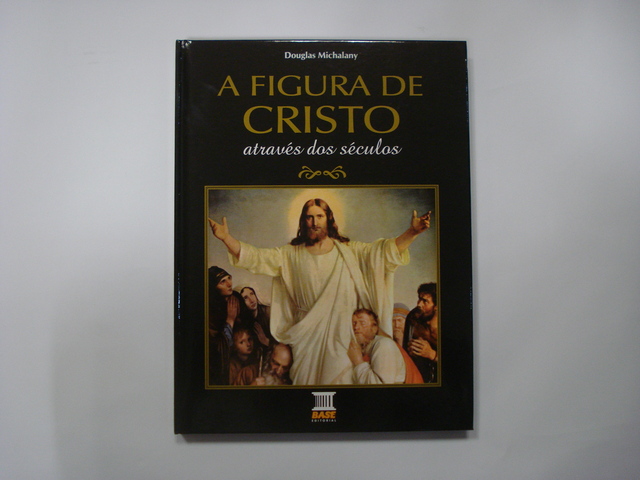 Douglas Michalany
A FIGURA DE
CRISTO
através dos séculos
BASE
EDITORIAL